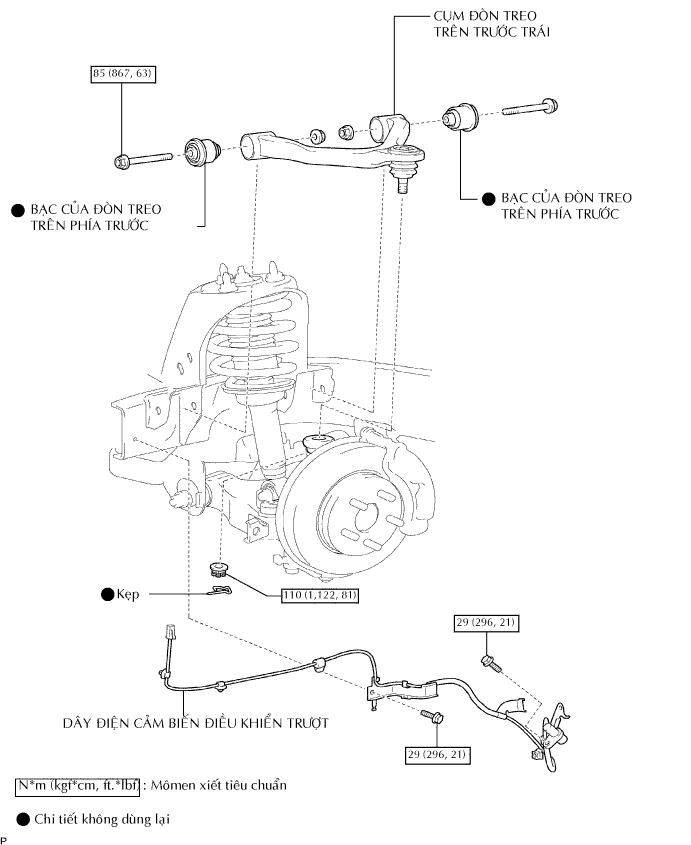 CỤM ĐÒN TREO
TRÊN TRƯỚC TRÁI
85 (867, 63)
BẠC CỦA ĐÒN TREO
TRÊN PHÍA TRƯỚC
BẠC CỦA ĐÒN TREO
TRÊN PHÍA TRƯỚC
Kẹp
110 (1,122, 81)
29 (296, 21)
DÂY ĐIỆN CẢM BIẾN ĐIỀU KHIỂN TRƯỢT
29 (296, 21)
N*m (kgf*cm, ft.*lbf) : Mômen xiết tiêu chuẩn
Chi tiết không dùng lại
P